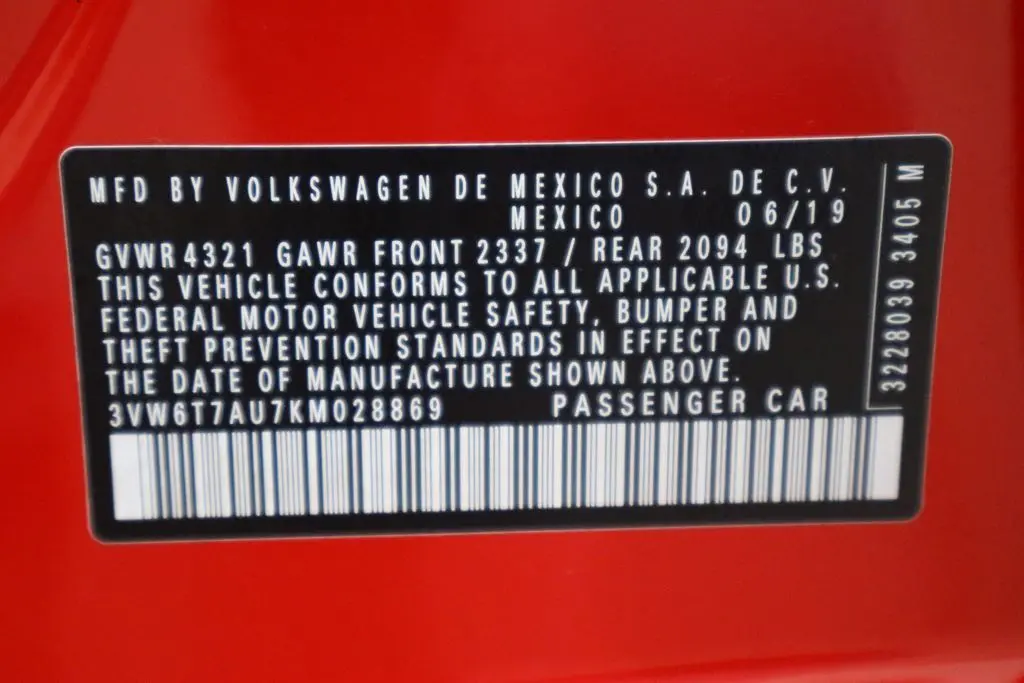 MFD BY VOLKSWAGEN DE MEXICO S.A. DE C.V.
MEXICO 06/19
GVWR 4321 GAWR FRONT 2337 / REAR 2094 LBS
THIS VEHICLE CONFORMS TO ALL APPLICABLE U.S.
FEDERAL MOTOR VEHICLE SAFETY, BUMPER AND
THEFT PREVENTION STANDARDS IN EFFECT ON
THE DATE OF MANUFACTURE SHOWN ABOVE.
3VW6T7AU7KM028869 PASSENGER CAR
3228039 3405 M